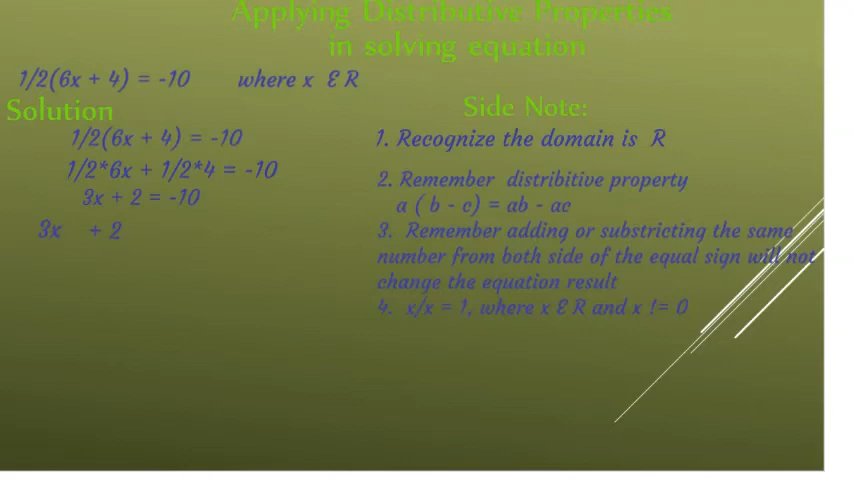 Applying Distributive Properties
in solving equation
1/2(6x + 4) = -10 where x ℰ R
Solution
1/2(6x + 4) = -10
1/2*6x + 1/2*4 = -10
3x + 2 = -10
3x + 2
Side Note:
1. Recognize the domain is R
2. Remember distribitive property
a ( b - c) = ab - ac
3. Remember adding or substricting the same
number from both side of the equal sign will not
change the equation result
4. x/x = 1, where x ℰ R and x != 0